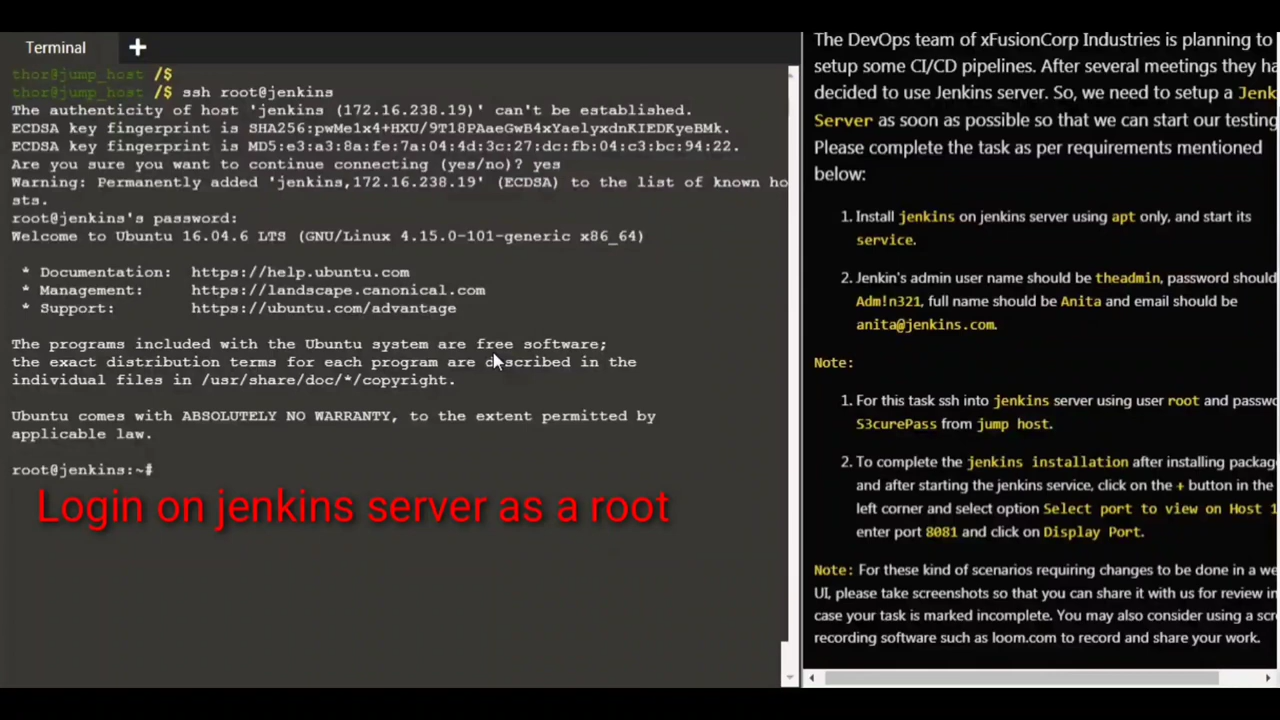 Terminal +
thor@jump_host /$
thor@jump_host /$ ssh root@jenkins
The authenticity of host 'jenkins (172.16.238.19)' can't be established.
ECDSA key fingerprint is SHA256:pwMe1x4+HXU/9T18PAaeGwB4xYaelyxdnKIEDKyeBMk.
ECDSA key fingerprint is MD5:e3:a3:8a:fe:7a:04:4d:3c:27:dc:fb:04:c3:bc:94:22.
Are you sure you want to continue connecting (yes/no)? yes
Warning: Permanently added 'jenkins,172.16.238.19' (ECDSA) to the list of known ho
sts.
root@jenkins's password:
Welcome to Ubuntu 16.04.6 LTS (GNU/Linux 4.15.0-101-generic x86_64)
* Documentation: https://help.ubuntu.com
* Management: https://landscape.canonical.com
* Support: https://ubuntu.com/advantage
The programs included with the Ubuntu system are free software;
the exact distribution terms for each program are described in the
individual files in /usr/share/doc/*/copyright.
Ubuntu comes with ABSOLUTELY NO WARRANTY, to the extent permitted by
applicable law.
root@jenkins:~#
Login on jenkins server as a root
The DevOps team of xFusionCorp Industries is planning to
setup some CI/CD pipelines. After several meetings they ha
decided to use Jenkins server. So, we need to setup a Jenk
Server as soon as possible so that we can start our testing
Please complete the task as per requirements mentioned
below:
1. Install jenkins on jenkins server using apt only, and start its
service.
2. Jenkin's admin user name should be theadmin, password should
Adm!n321, full name should be Anita and email should be
anita@jenkins.com.
Note:
1. For this task ssh into jenkins server using user root and passwo
S3curePass from jump host.
2. To complete the jenkins installation after installing packag
and after starting the jenkins service, click on the + button in the
left corner and select option Select port to view on Host 1
enter port 8081 and click on Display Port.
Note: For these kind of scenarios requiring changes to be done in a we
UI, please take screenshots so that you can share it with us for review in
case your task is marked incomplete. You may also consider using a scr
recording software such as loom.com to record and share your work.